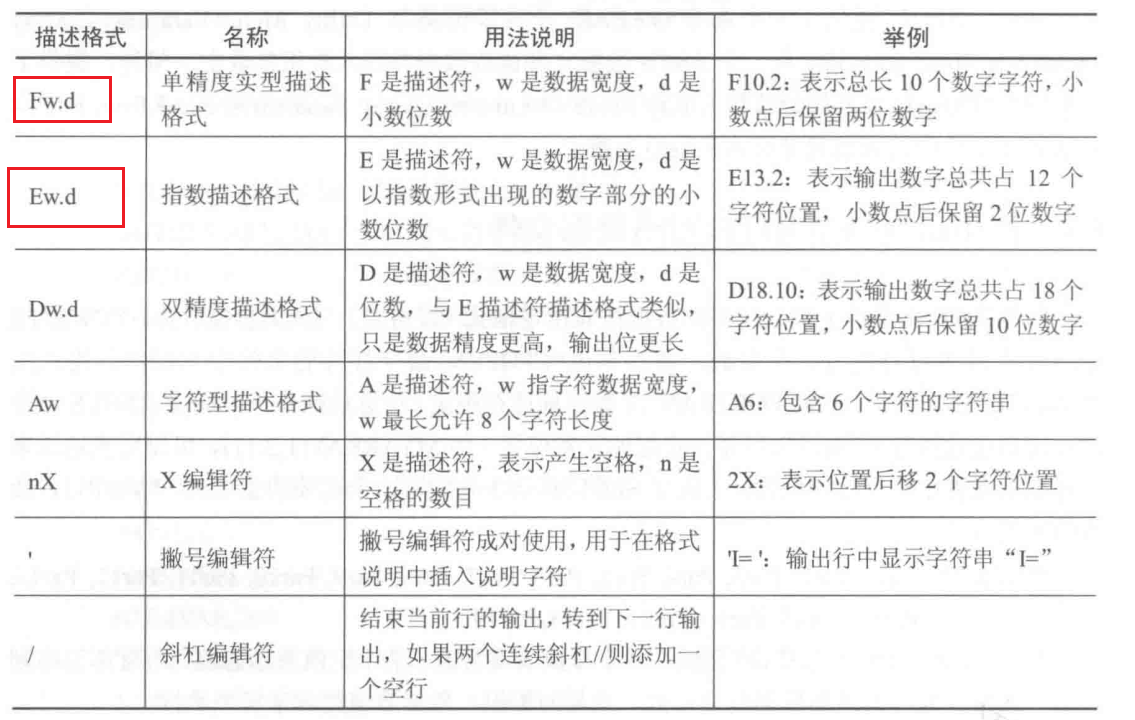 描述格式 名称 用法说明 举例
Fw.d
单精度实型描述
格式
F 是描述符，w 是数据宽度，d 是
小数位数
F10.2：表示总长 10 个数字字符，小
数点后保留两位数字
Ew.d
指数描述格式
E 是描述符，w 是数据宽度，d 是
以指数形式出现的数字部分的小
数位数
E13.2：表示输出数字总共占 12 个
字符位置，小数点后保留 2 位数字
Dw.d
双精度描述格式
D 是描述符，w 是数据宽度，d 是
位数，与 E 描述符描述格式类似，
只是数据精度更高，输出位更长
D18.10：表示输出数字总共占 18 个
字符位置，小数点后保留 10 位数字
Aw
字符型描述格式
A 是描述符，w 指字符数据宽度，
w 最长允许 8 个字符长度
A6：包含 6 个字符的字符串
nX
X 编辑符
X 是描述符，表示产生空格，n 是
空格的数目
2X：表示位置后移 2 个字符位置
'
撇号编辑符
撇号编辑符成对使用，用于在格式
说明中插入说明字符
'I= '：输出行中显示字符串“I=”
/
斜杠编辑符
结束当前行的输出，转到下一行输
出，如果两个连续斜杠//则添加一
个空行